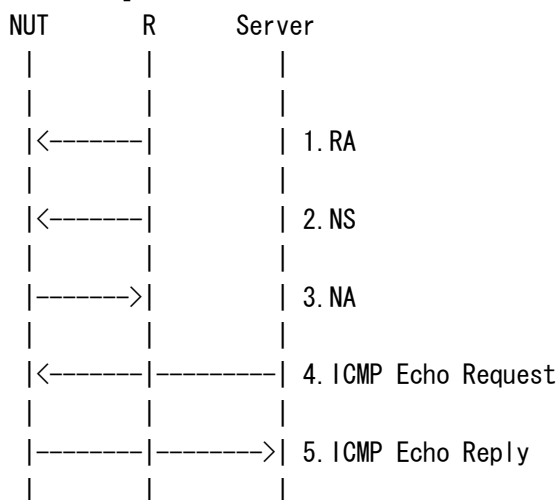 NUT R Server
| | |
| | |
|<-------| | 1.RA
| | |
|<-------| | 2.NS
| | |
|------->| | 3.NA
| | |
|<-------|---------| 4.ICMP Echo Request
| | |
|--------|-------->| 5.ICMP Echo Reply
| | |